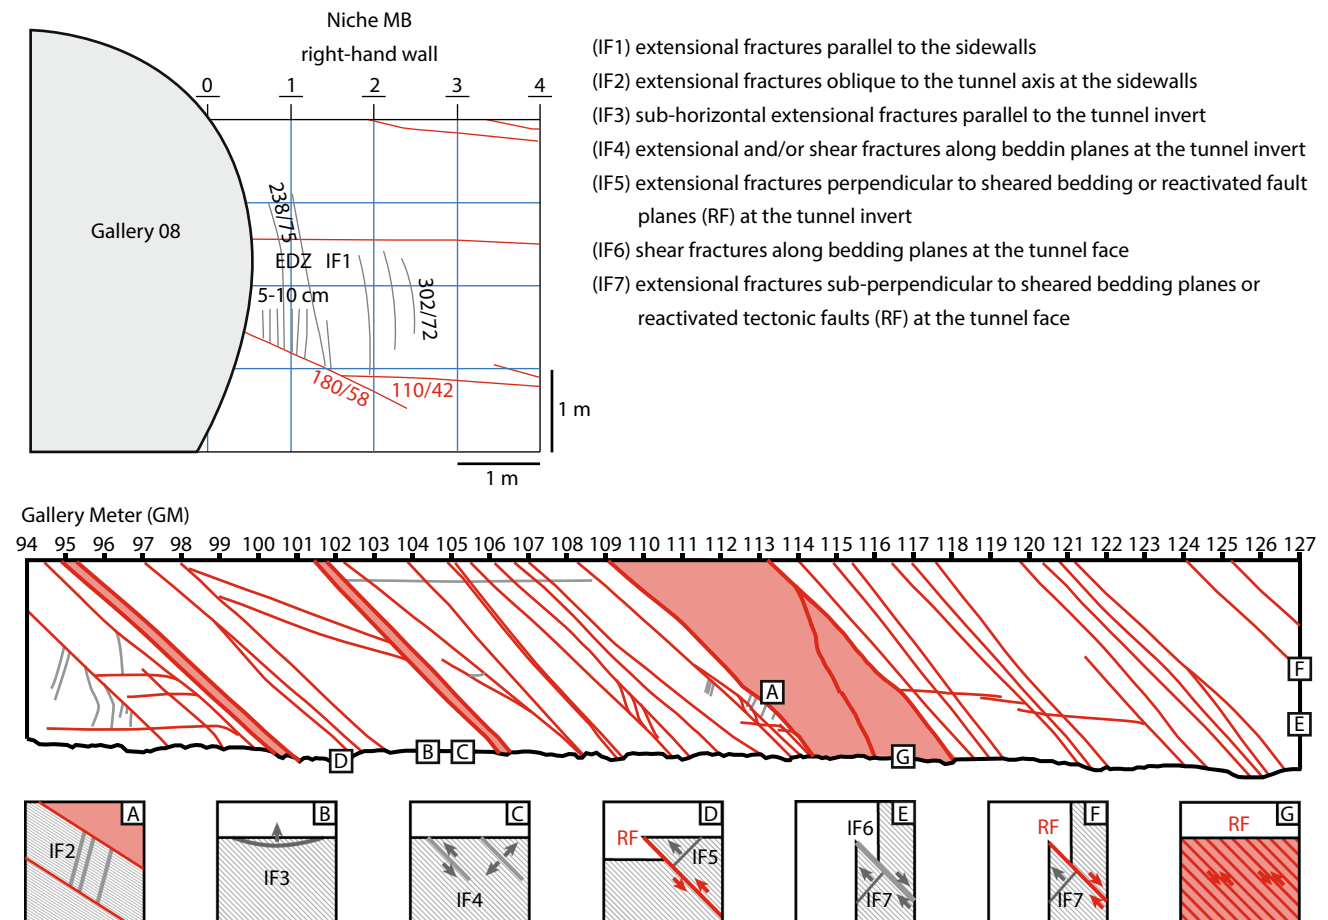 Niche MB
right-hand wall
0 1 2 3 4
Gallery 08
238/75
EDZ IF1
5-10 cm
302/72
180/58
110/42
1 m
1 m
(IF1) extensional fractures parallel to the sidewalls
(IF2) extensional fractures oblique to the tunnel axis at the sidewalls
(IF3) sub-horizontal extensional fractures parallel to the tunnel invert
(IF4) extensional and/or shear fractures along beddin planes at the tunnel invert
(IF5) extensional fractures perpendicular to sheared bedding or reactivated fault
planes (RF) at the tunnel invert
(IF6) shear fractures along bedding planes at the tunnel face
(IF7) extensional fractures sub-perpendicular to sheared bedding planes or
reactivated tectonic faults (RF) at the tunnel face
Gallery Meter (GM)
94 95 96 97 98 99 100 101 102 103 104 105 106 107 108 109 110 111 112 113 114 115 116 117 118 119 120 121 122 123 124 125 126 127
F
A
E
D B C G
A B C D E F G
IF2
IF3
IF4
RF
IF5
IF6
IF7
RF
IF7
RF